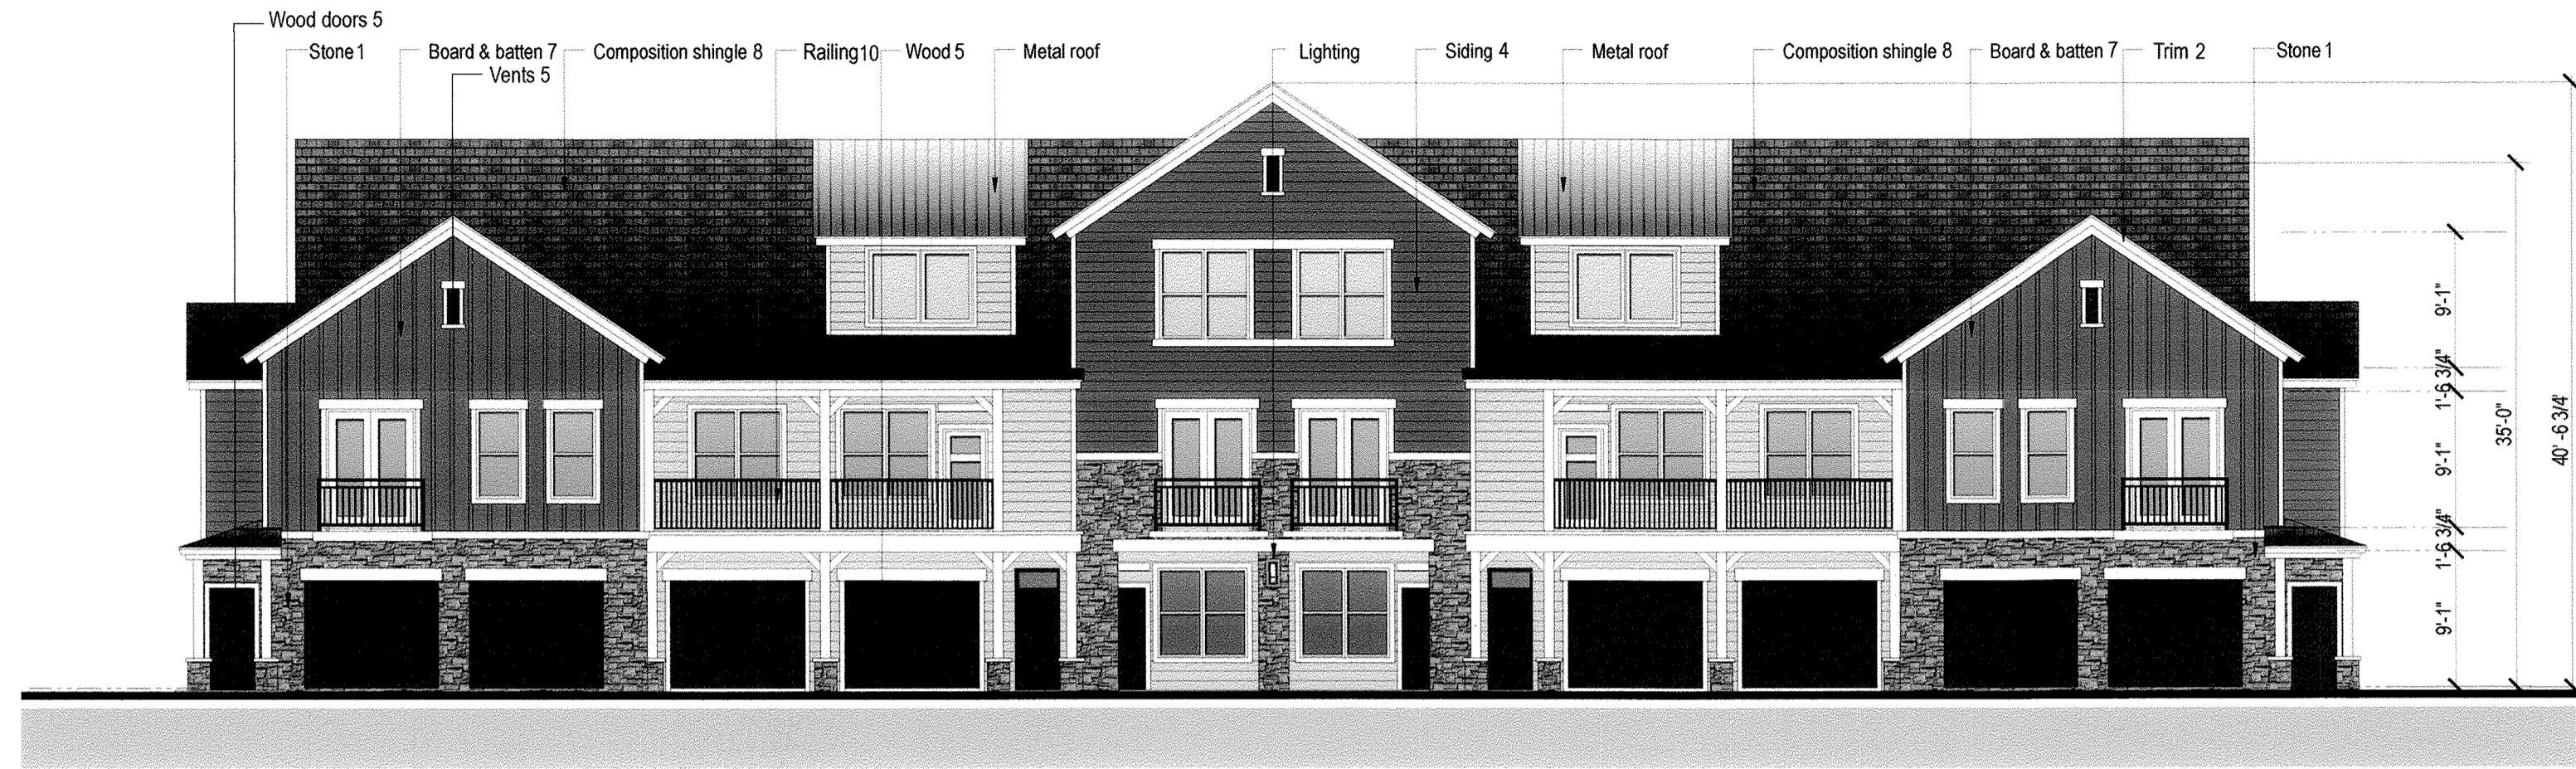 Wood doors 5
Stone 1
Board & batten 7
Composition shingle 8
Railing10
Wood 5
Metal roof
Lighting
Siding 4
Metal roof
Composition shingle 8
Board & batten 7
Trim 2
Stone 1
Vents 5
9'-1"
1'-6 3/4"
9'-1"
1'-6 3/4"
9'-1"
35'-0"
40' -6 3/4'